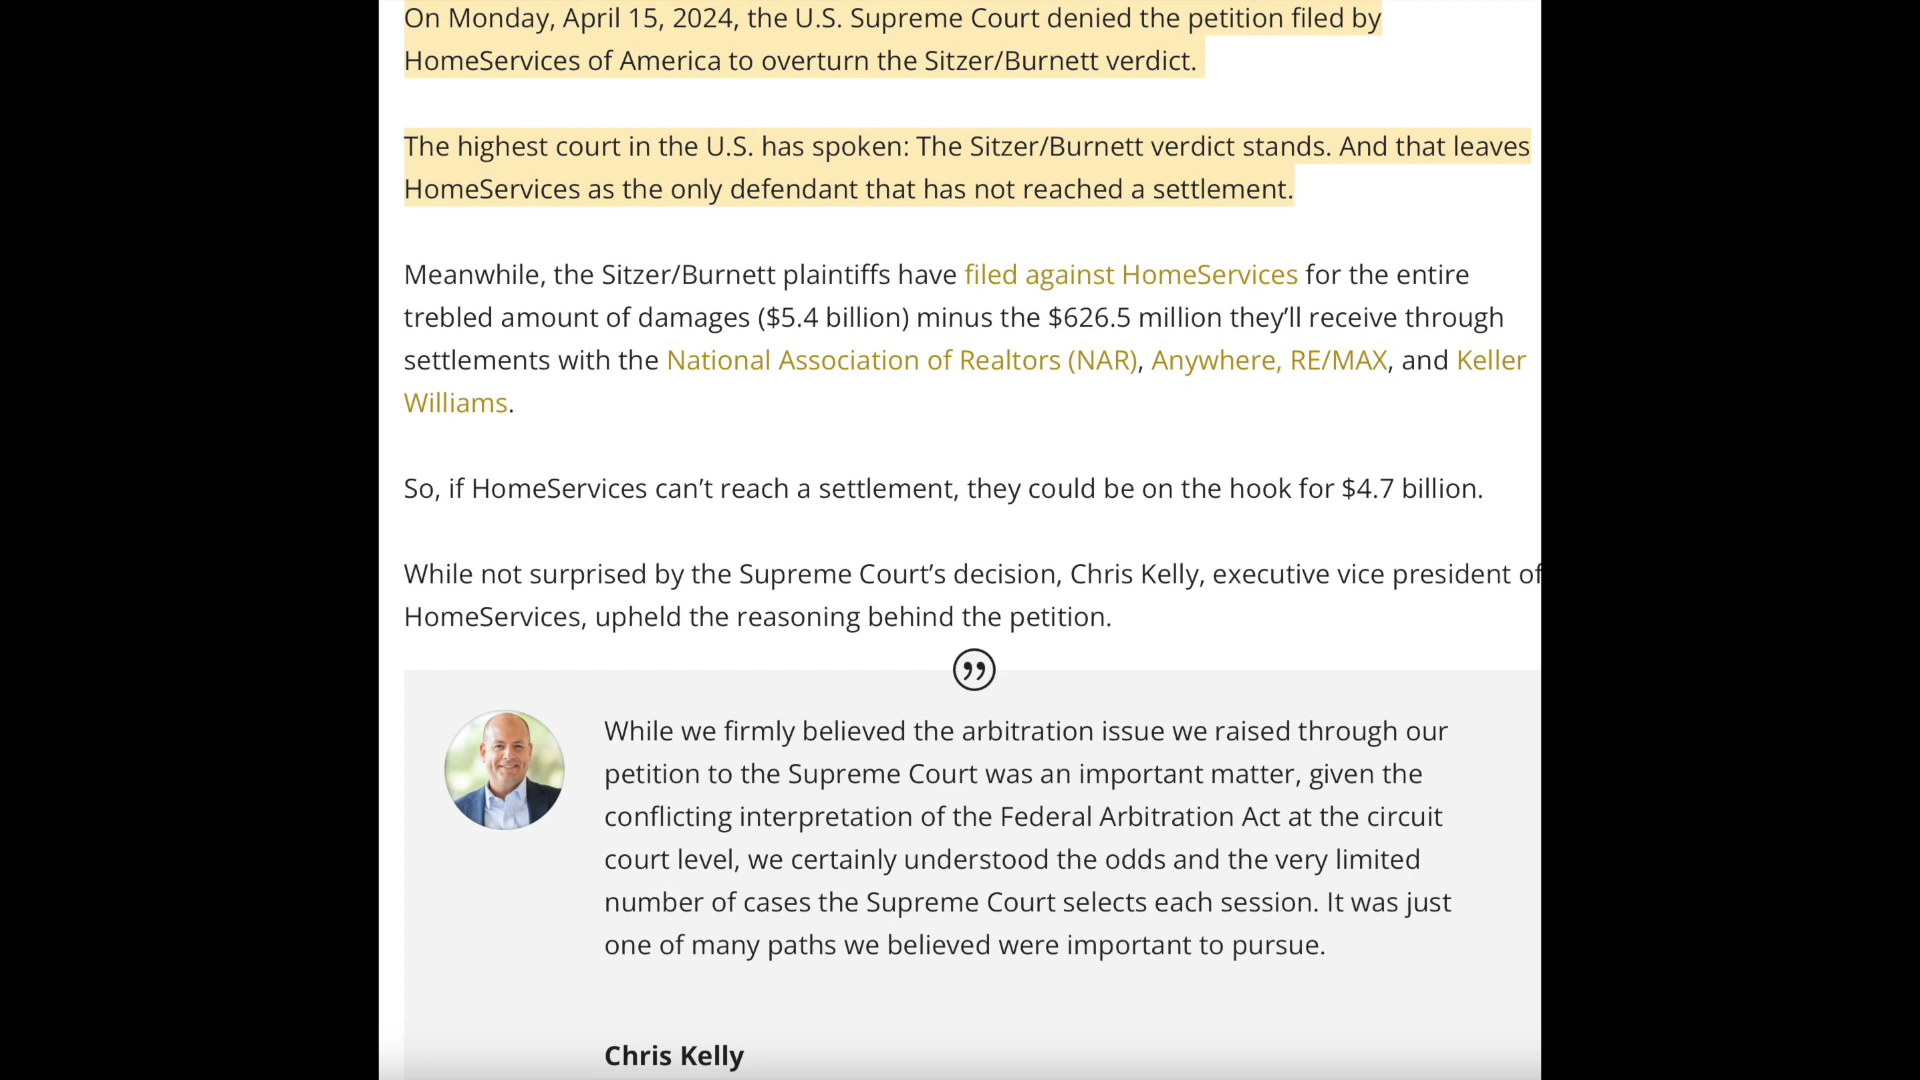 On Monday, April 15, 2024, the U.S. Supreme Court denied the petition filed by
HomeServices of America to overturn the Sitzer/Burnett verdict.
The highest court in the U.S. has spoken: The Sitzer/Burnett verdict stands. And that leaves
HomeServices as the only defendant that has not reached a settlement.
Meanwhile, the Sitzer/Burnett plaintiffs have filed against HomeServices for the entire
trebled amount of damages ($5.4 billion) minus the $626.5 million they’ll receive through
settlements with the National Association of Realtors (NAR), Anywhere, RE/MAX, and Keller
Williams.
So, if HomeServices can’t reach a settlement, they could be on the hook for $4.7 billion.
While not surprised by the Supreme Court’s decision, Chris Kelly, executive vice president of
HomeServices, upheld the reasoning behind the petition.
”
While we firmly believed the arbitration issue we raised through our
petition to the Supreme Court was an important matter, given the
conflicting interpretation of the Federal Arbitration Act at the circuit
court level, we certainly understood the odds and the very limited
number of cases the Supreme Court selects each session. It was just
one of many paths we believed were important to pursue.
Chris Kelly